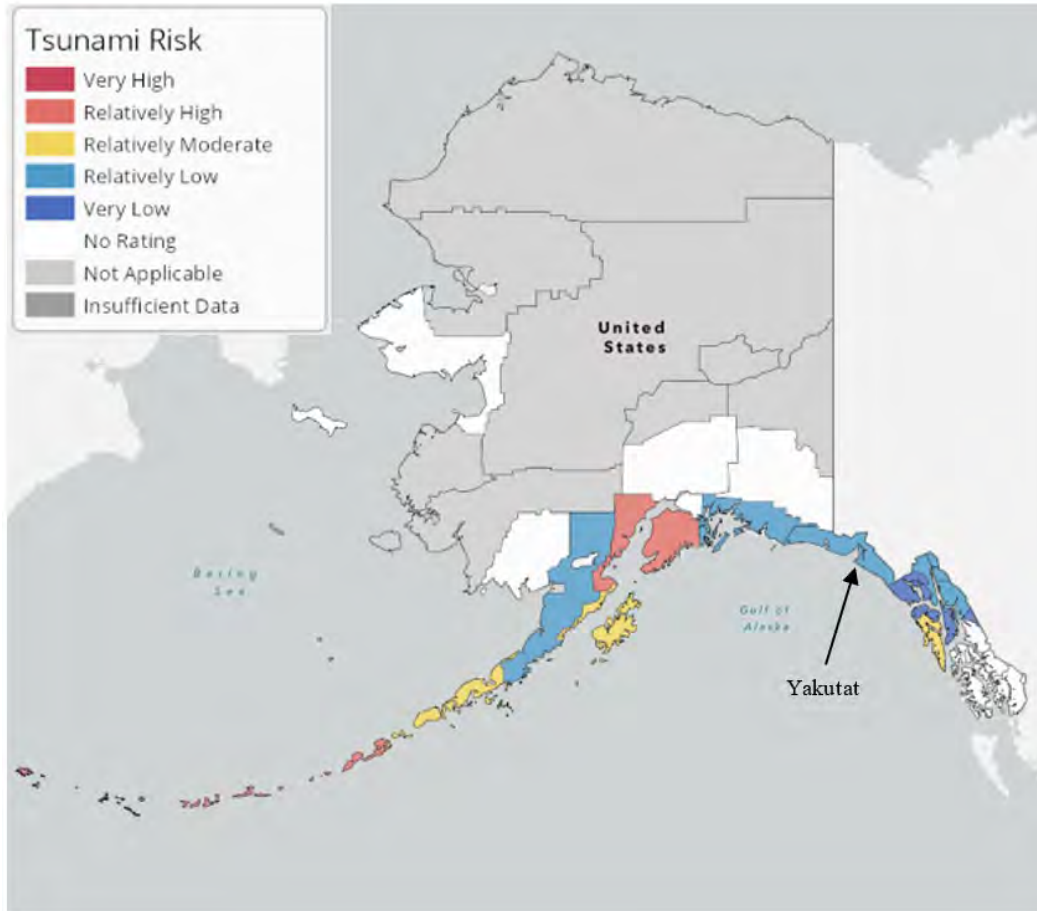 Tsunami Risk
Very High
Relatively High
Relatively Moderate
Relatively Low
Very Low
No Rating
Not Applicable
Insufficient Data
United
States
Bering
Sea
Gulf of
Alaska
Yakutat